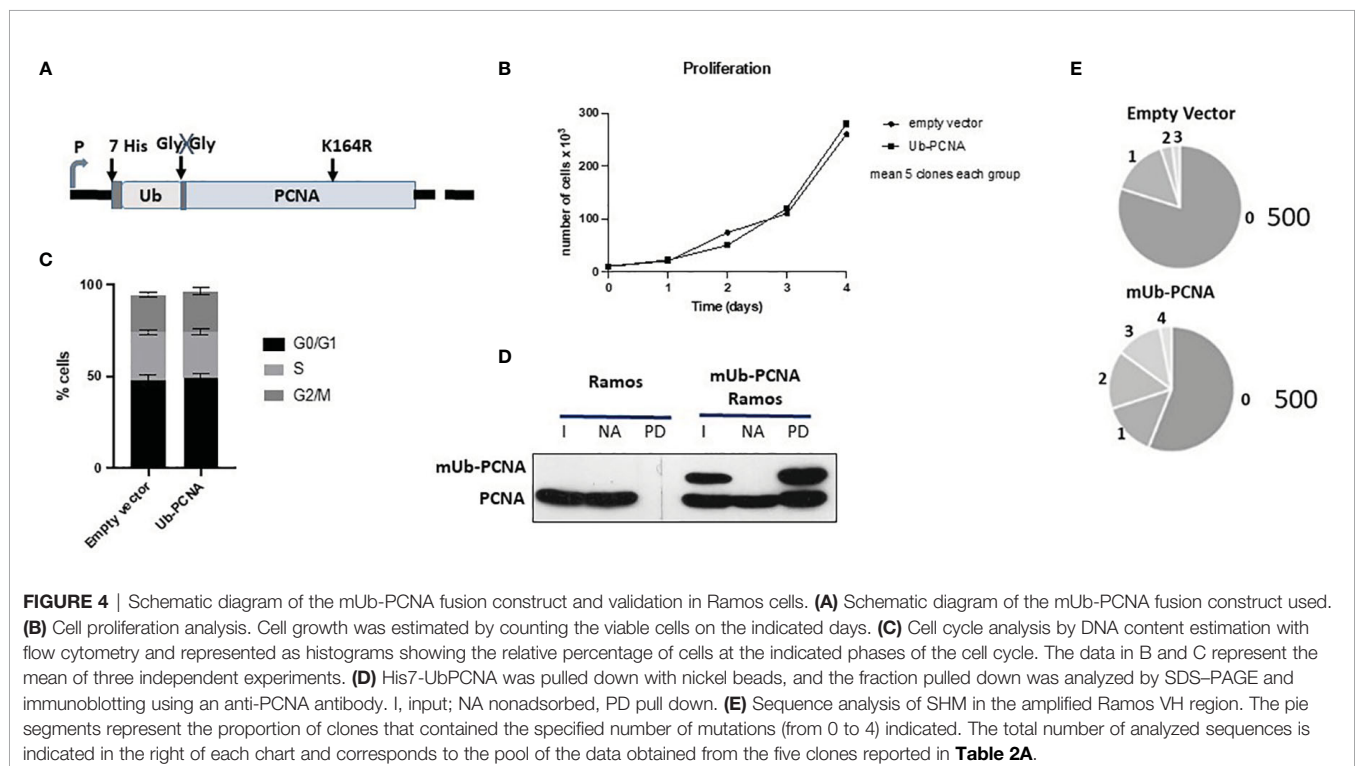 A
P
7 His
Gly
Gly
K164R
Ub
PCNA
B
Proliferation
number of cells x 10³
300
200
100
0
0 1 2 3 4
Time (days)
empty vector
Ub-PCNA
mean 5 clones each group
C
% cells
100
50
0
Empty vector
Ub-PCNA
G0/G1
S
G2/M
D
Ramos
mUb-PCNA
Ramos
I NA PD I NA PD
mUb-PCNA
PCNA
E
Empty Vector
1
2 3
0 500
mUb-PCNA
4
3
2
1
0 500
FIGURE 4 | Schematic diagram of the mUb-PCNA fusion construct and validation in Ramos cells. (A) Schematic diagram of the mUb-PCNA fusion construct used.
(B) Cell proliferation analysis. Cell growth was estimated by counting the viable cells on the indicated days. (C) Cell cycle analysis by DNA content estimation with
flow cytometry and represented as histograms showing the relative percentage of cells at the indicated phases of the cell cycle. The data in B and C represent the
mean of three independent experiments. (D) His7-UbPCNA was pulled down with nickel beads, and the fraction pulled down was analyzed by SDS–PAGE and
immunoblotting using an anti-PCNA antibody. I, input; NA nonadsorbed, PD pull down. (E) Sequence analysis of SHM in the amplified Ramos VH region. The pie
segments represent the proportion of clones that contained the specified number of mutations (from 0 to 4) indicated. The total number of analyzed sequences is
indicated in the right of each chart and corresponds to the pool of the data obtained from the five clones reported in Table 2A.